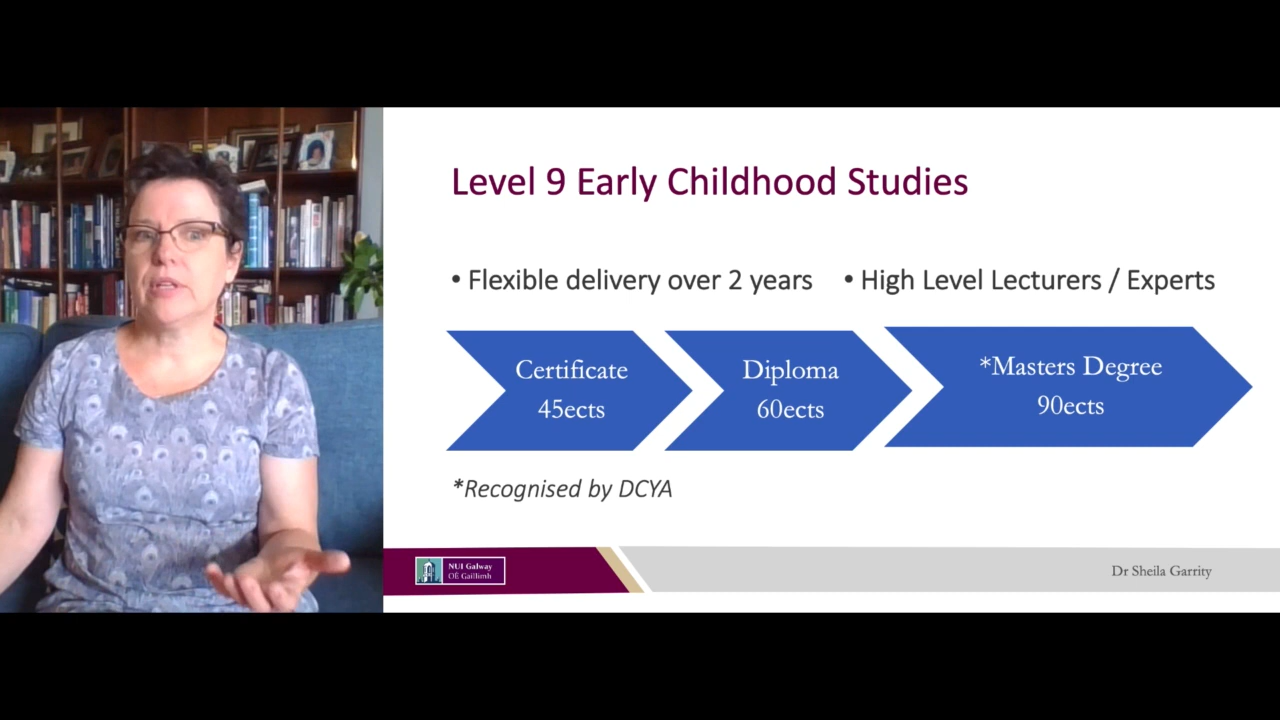 Level 9 Early Childhood Studies
• Flexible delivery over 2 years
• High Level Lecturers / Experts
Certificate
45ects
Diploma
60ects
*Masters Degree
90ects
*Recognised by DCYA
NUI Galway
OÉ Gaillimh
Dr Sheila Garrity